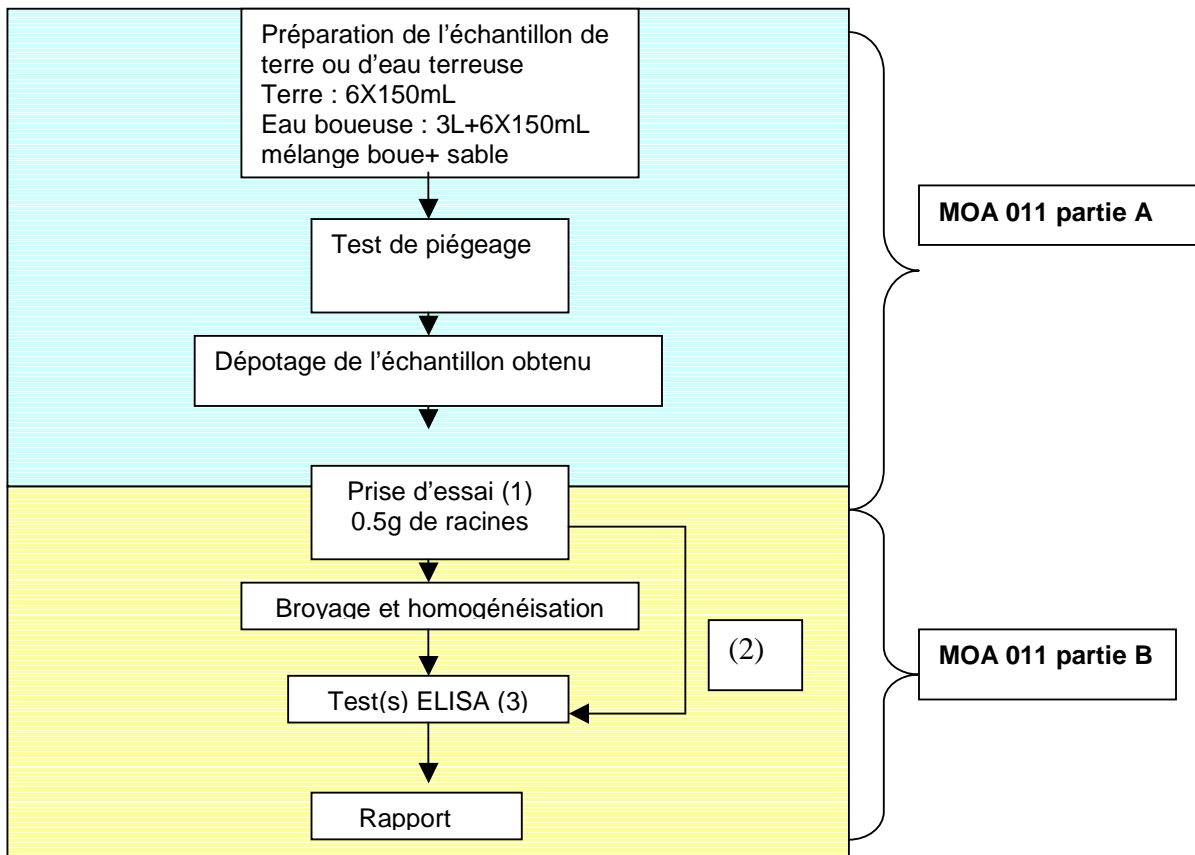 Préparation de l'échantillon de
terre ou d'eau terreuse
Terre : 6X150mL
Eau boueuse : 3L+6X150mL
mélange boue+ sable
MOA 011 partie A
Test de piégeage
Dépotage de l'échantillon obtenu
Prise d'essai (1)
0.5g de racines
Broyage et homogénéisation
(2)
MOA 011 partie B
Test(s) ELISA (3)
Rapport